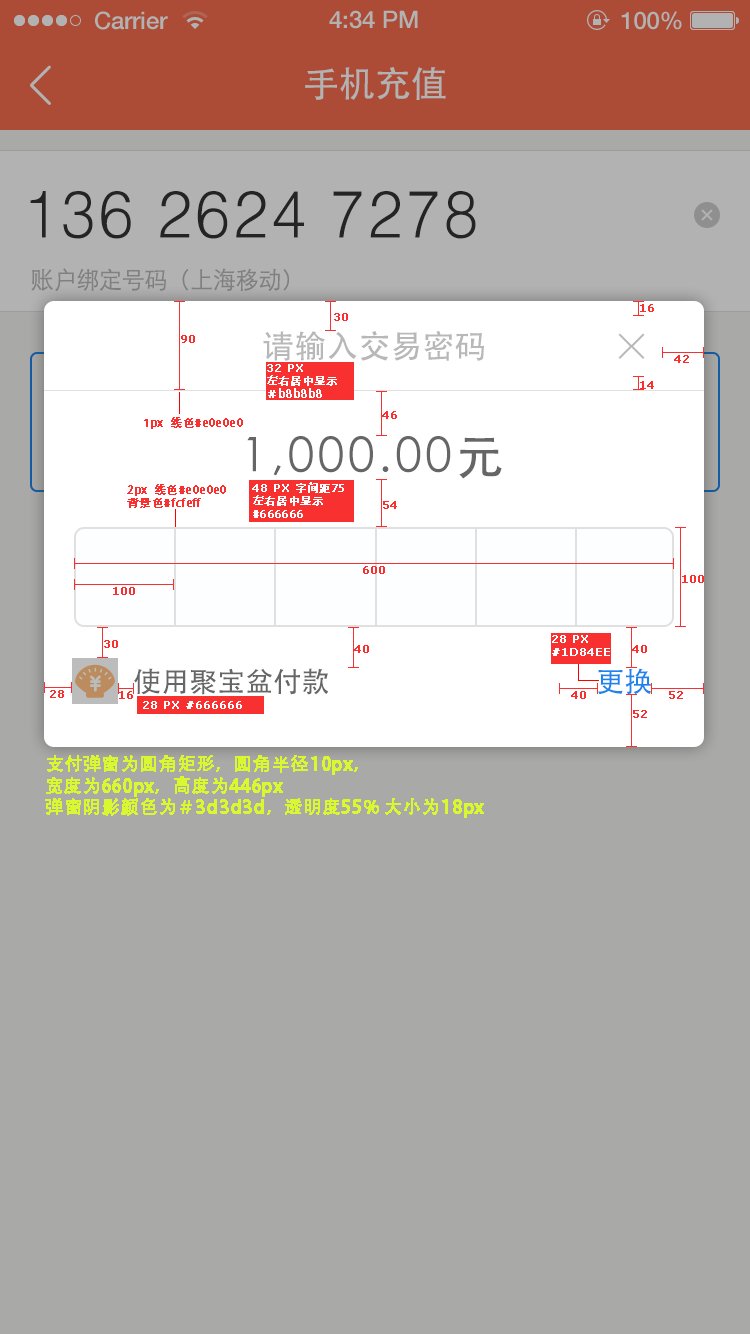 Carrier 4:34 PM 100%
手机充值
136 2624 7278
账户绑定号码（上海移动）
16
30
90
请输入交易密码
42
32 PX
左右居中显示
#b8b8b8
14
1px 线色#e0e0e0
46
1,000.00元
2px 线色#e0e0e0
背景色#fcfeff
48 PX 字间距75
左右居中显示
#666666
54
600
100
100
30
40
28 PX
#1D84EE
40
28
16
使用聚宝盆付款
更换
40
52
28 PX #666666
52
支付弹窗为圆角矩形，圆角半径10px,
宽度为660px，高度为446px
弹窗阴影颜色为＃3d3d3d，透明度55% 大小为18px